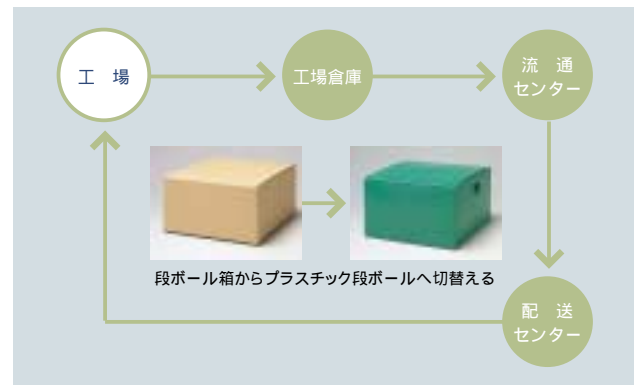 工　場
工場倉庫
流　通
センター
段ボール箱からプラスチック段ボールへ切替える
配　送
センター